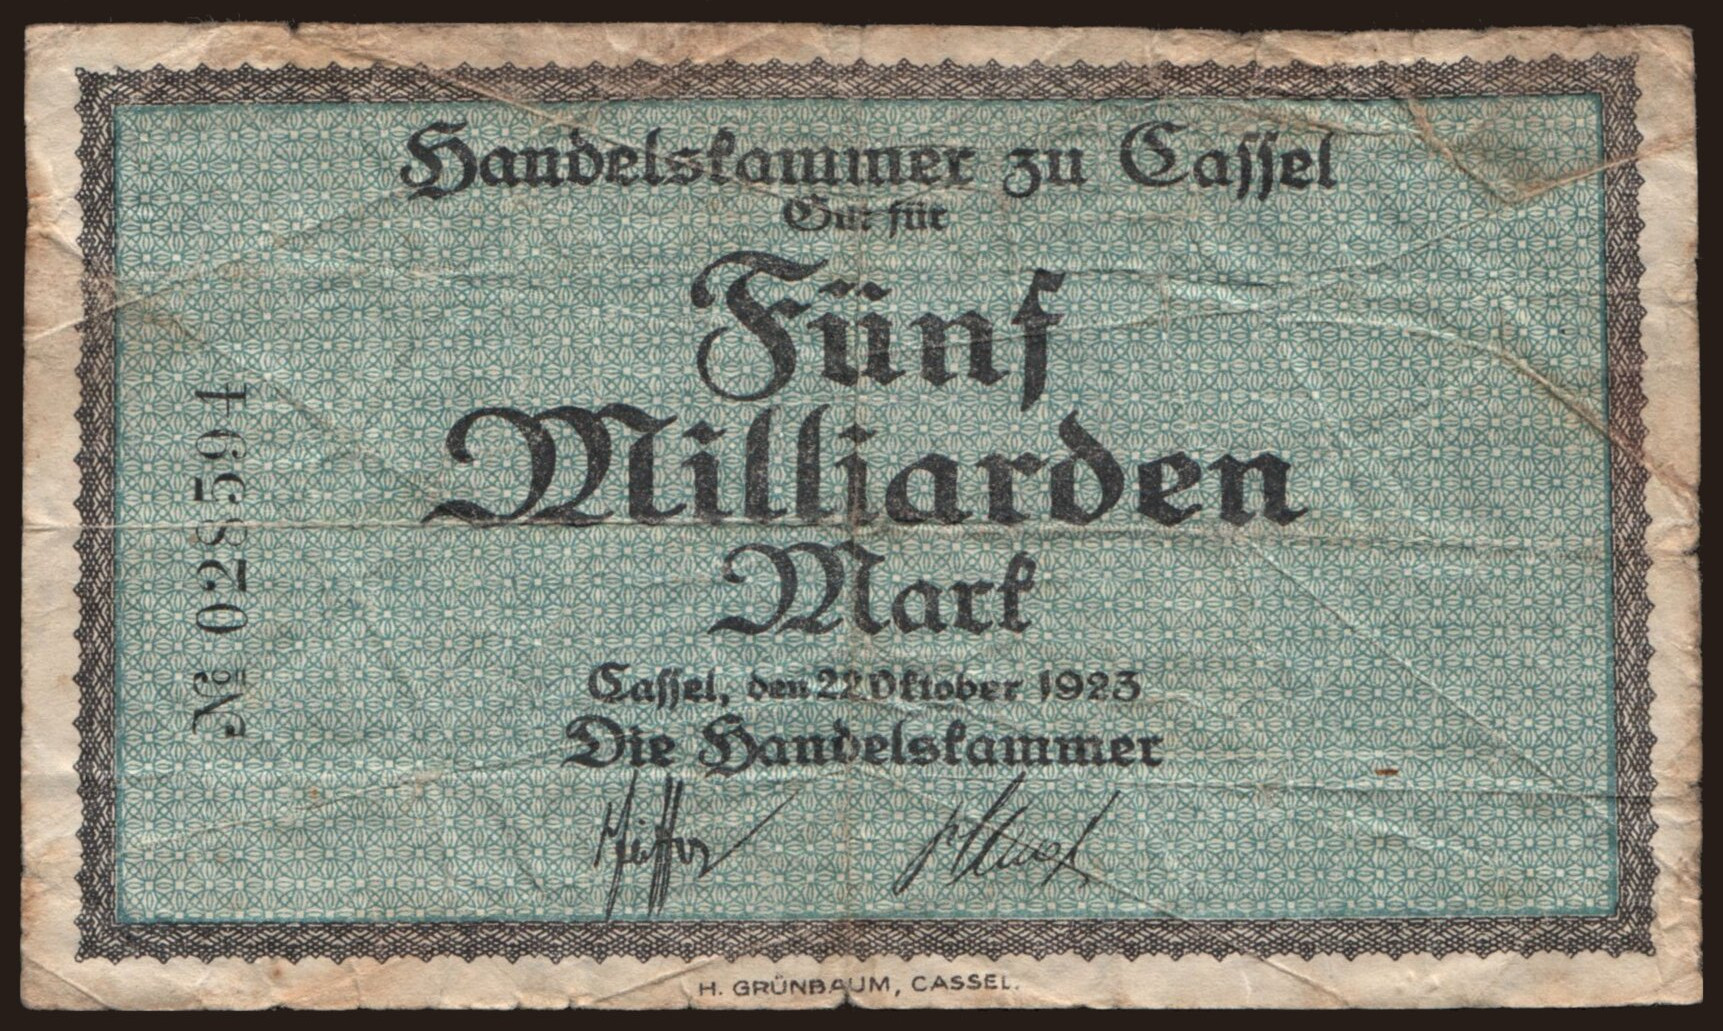 Handelskammer zu Cassel
Gut für
Fünf
Milliarden
Mark
Cassel, den 22 Oktober 1923
Die Handelskammer
№ 028594
H. GRÜNBAUM, CASSEL.